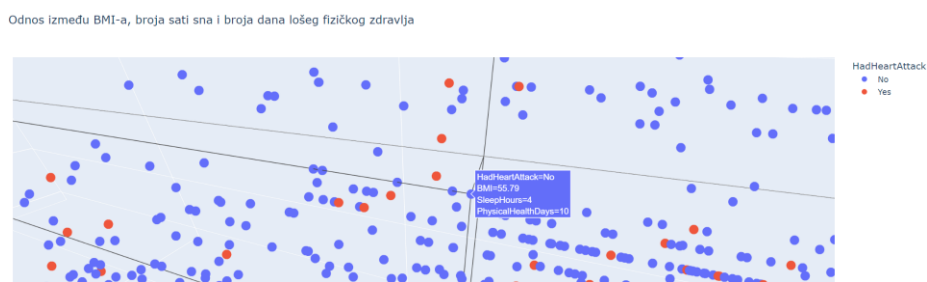 Odnos između BMI-a, broja sati sna i broja dana lošeg fizičkog zdravlja
HadHeartAttack
No
Yes
HadHeartAttack=No
BMI=55.79
SleepHours=4
PhysicalHealthDays=10